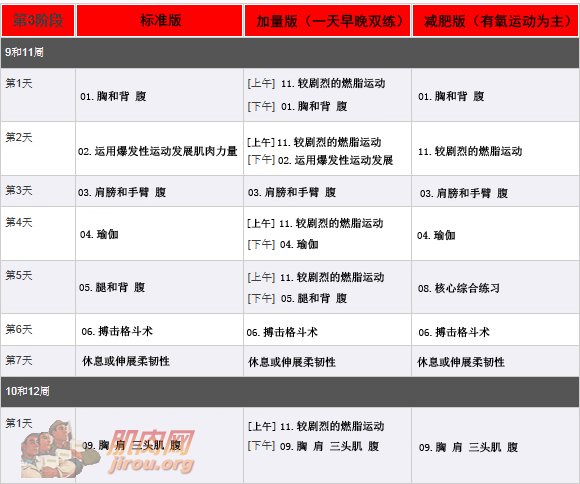 第3阶段 标准版 加量版（一天早晚双练） 减肥版（有氧运动为主）
9和11周
第1天 01. 胸和背 腹 [上午] 11. 较剧烈的燃脂运动 01. 胸和背 腹
[下午] 01. 胸和背 腹
第2天 02. 运用爆发性运动发展肌肉力量 [上午] 11. 较剧烈的燃脂运动 11. 较剧烈的燃脂运动
[下午] 02. 运用爆发性运动发展
第3天 03. 肩膀和手臂 腹 03. 肩膀和手臂 腹 03. 肩膀和手臂 腹
第4天 04. 瑜伽 [上午] 11. 较剧烈的燃脂运动 04. 瑜伽
[下午] 04. 瑜伽
第5天 05. 腿和背 腹 [上午] 11. 较剧烈的燃脂运动 08. 核心综合练习
[下午] 05. 腿和背 腹
第6天 06. 搏击格斗术 06. 搏击格斗术 06. 搏击格斗术
第7天 休息或伸展柔韧性 休息或伸展柔韧性 休息或伸展柔韧性
10和12周
第1天 09. 胸 肩 三头肌 腹 [上午] 11. 较剧烈的燃脂运动 09. 胸 肩 三头肌 腹
[下午] 09. 胸 肩 三头肌 腹
肌肉网
jirou.org